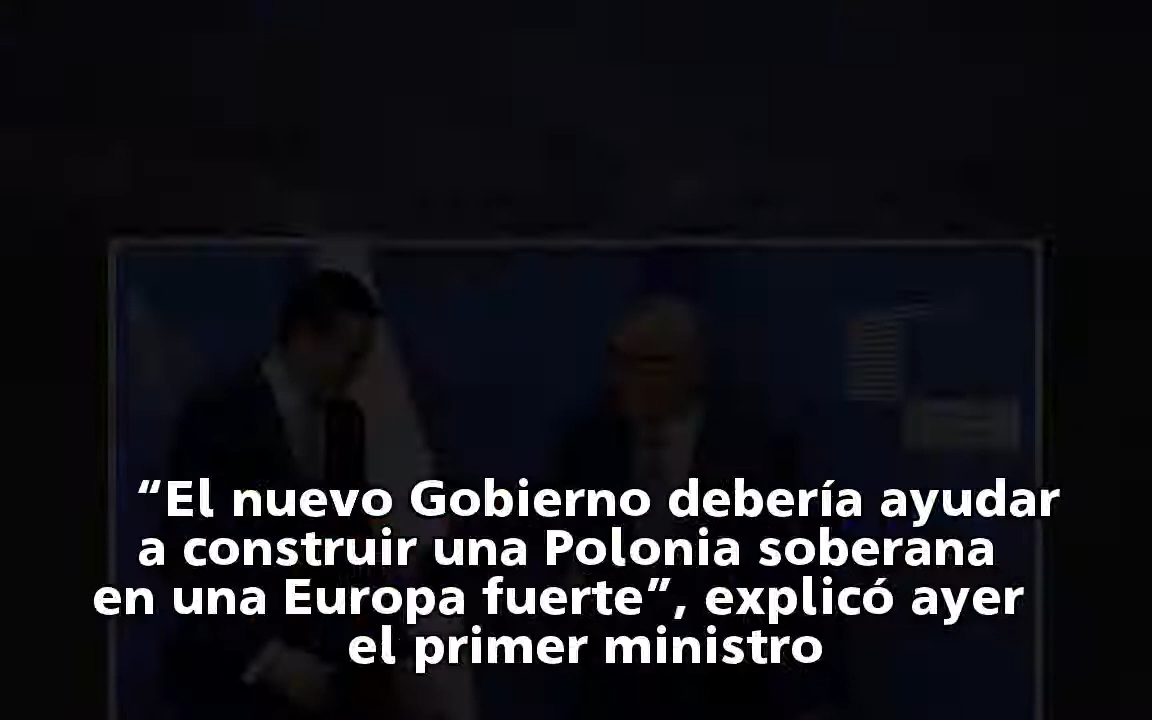 “El nuevo Gobierno debería ayudar
a construir una Polonia soberana
en una Europa fuerte”, explicó ayer
el primer ministro